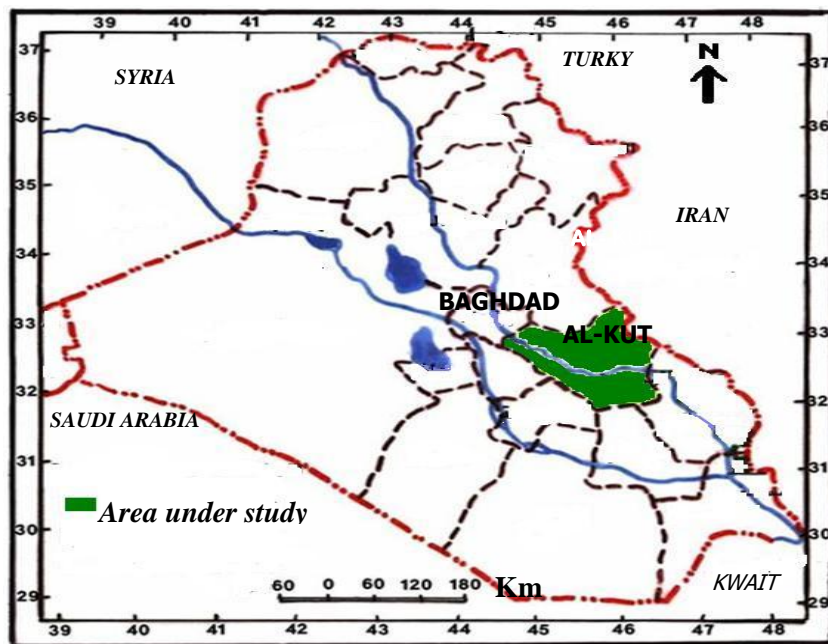 39 40 41 42 43 44 45 46 47 48
37
37
TURKY
N
SYRIA
36
36
35
35
IRAN
34
34
BAGHDAD
33
AL-KUT
33
32
32
SAUDI ARABIA
31
31
Area under study
30
30
KWAIT
60 0 60 120 180 Km
29
29
39 40 41 42 43 44 45 46 47 48